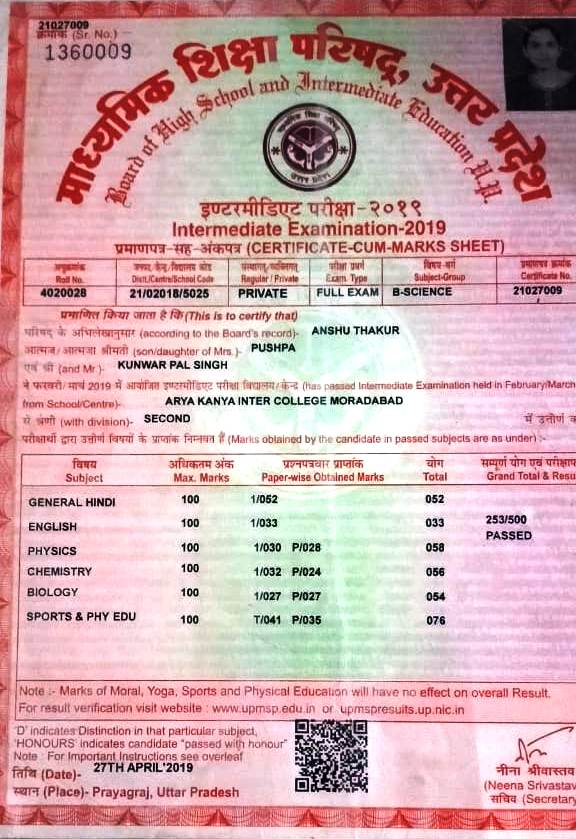 21027009
क्रमांक (Sr. No.) -
1360009
माध्यमिक शिक्षा परिषद्, उत्तर प्रदेश
Board of High School and Intermediate Education U.P.
इण्टरमीडिएट परीक्षा-२०१९
Intermediate Examination-2019
प्रमाणपत्र-सह-अंकपत्र (CERTIFICATE-CUM-MARKS SHEET)
अनुक्रमांक जनपद केन्द्र/विद्यालय कोड संस्थागत/व्यक्तिगत परीक्षा प्रकार विषय-वर्ग प्रमाणपत्र क्रमांक
Roll No. Distt./Centre/School Code Regular / Private Exam. Type Subject-Group Certificate No.
4020028 21/02018/5025 PRIVATE FULL EXAM B-SCIENCE 21027009
प्रमाणित किया जाता है कि (This is to certify that)
परिषद के अभिलेखानुसार (according to the Board's record)- ANSHU THAKUR
आत्मज/आत्मजा श्रीमती (son/daughter of Mrs.)- PUSHPA
एवं श्री (and Mr.)- KUNWAR PAL SINGH
ने फरवरी/मार्च 2019 में आयोजित इण्टरमीडिएट परीक्षा विद्यालय/केन्द्र (has passed Intermediate Examination held in February/March
from School/Centre)- ARYA KANYA INTER COLLEGE MORADABAD
से श्रेणी (with division)- SECOND में उत्तीर्ण
परीक्षार्थी द्वारा उत्तीर्ण विषयों के प्राप्तांक निम्नवत हैं (Marks obtained by the candidate in passed subjects are as under) :-
विषय अधिकतम अंक प्रश्नपत्रवार प्राप्तांक योग सम्पूर्ण योग एवं
Subject Max. Marks Paper-wise Obtained Marks Total Grand Total &
GENERAL HINDI 100 1/052 052
ENGLISH 100 1/033 033 253/500
PASSED
PHYSICS 100 1/030 P/028 058
CHEMISTRY 100 1/032 P/024 056
BIOLOGY 100 1/027 P/027 054
SPORTS & PHY EDU 100 T/041 P/035 076
Note :- Marks of Moral, Yoga, Sports and Physical Education will have no effect on overall Result.
For result verification visit website : www.upmsp.edu.in or upmspresuits.up.nic.in
'D' indicates Distinction in that particular subject,
'HONOURS' indicates candidate "passed with honour"
Note : For Important Instructions see overleaf
तिथि (Date)- 27TH APRIL'2019
स्थान (Place)- Prayagraj, Uttar Pradesh
नीना श्रीवास्तव
(Neena Srivastav
सचिव (Secretary